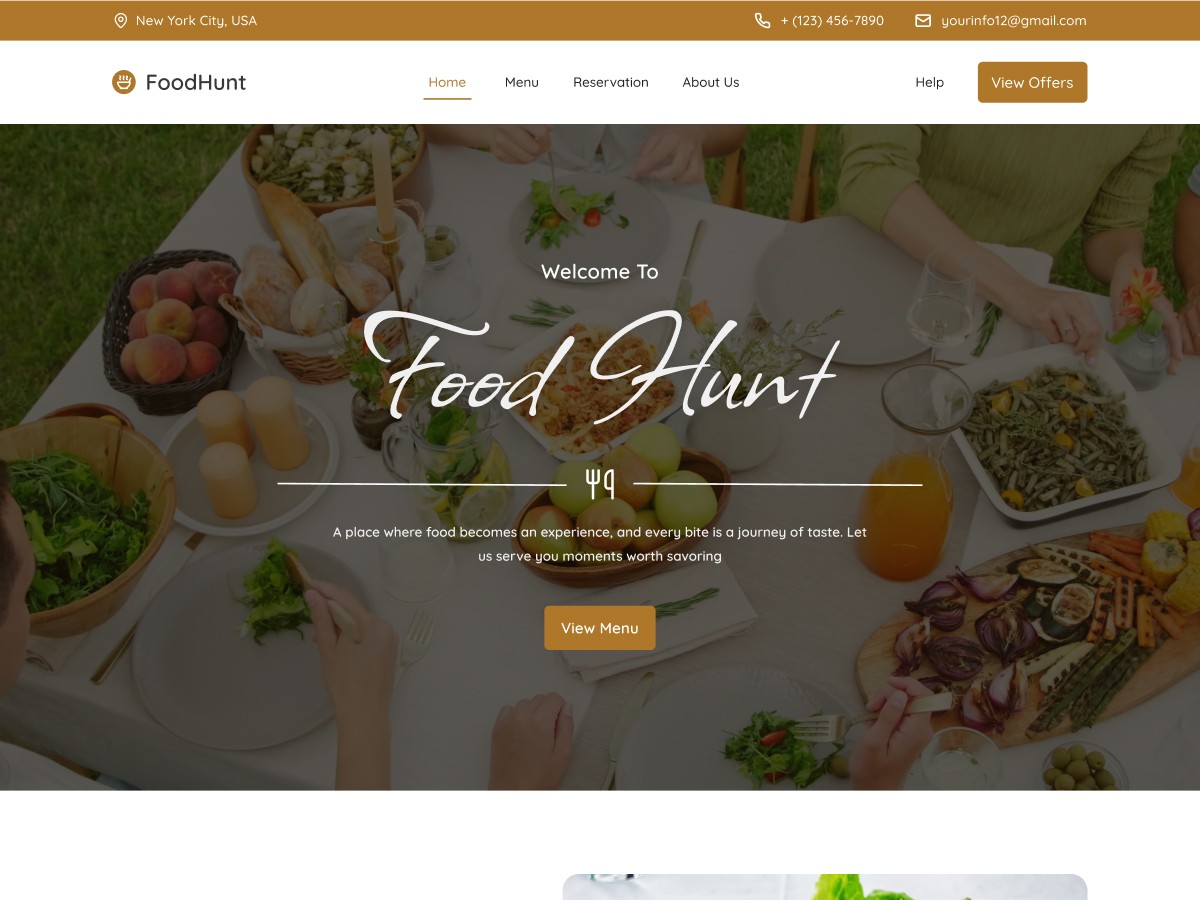 New York City, USA
+ (123) 456-7890
yourinfo12@gmail.com
FoodHunt
Home
Menu
Reservation
About Us
Help
View Offers
Welcome To
Food Hunt
A place where food becomes an experience, and every bite is a journey of taste. Let
us serve you moments worth savoring
View Menu